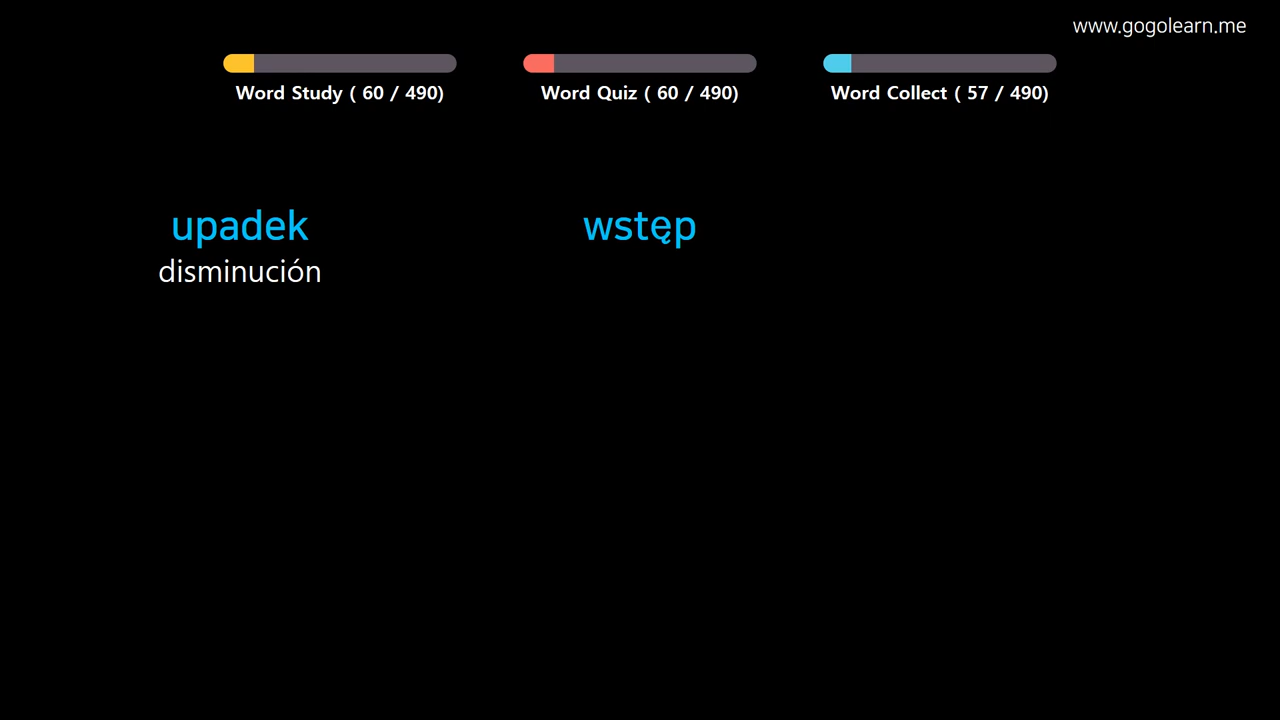 www.gogolearn.me
Word Study ( 60 / 490)
Word Quiz ( 60 / 490)
Word Collect ( 57 / 490)
upadek
wstęp
disminución